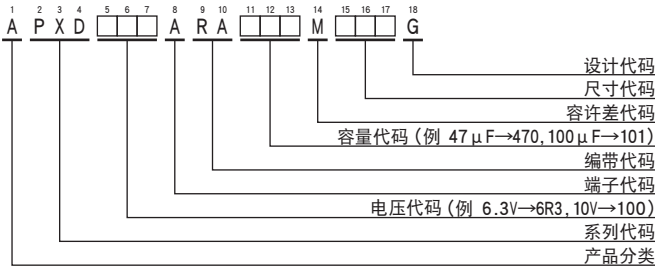 1 2 3 4 5 6 7 8 9 10 11 12 13 14 15 16 17 18
A P X D □□□ A R A □□□ M □□□ G
设计代码
尺寸代码
容许差代码
容量代码 (例 47μF→470, 100μF→101)
编带代码
端子代码
电压代码 (例 6.3V→6R3, 10V→100)
系列代码
产品分类